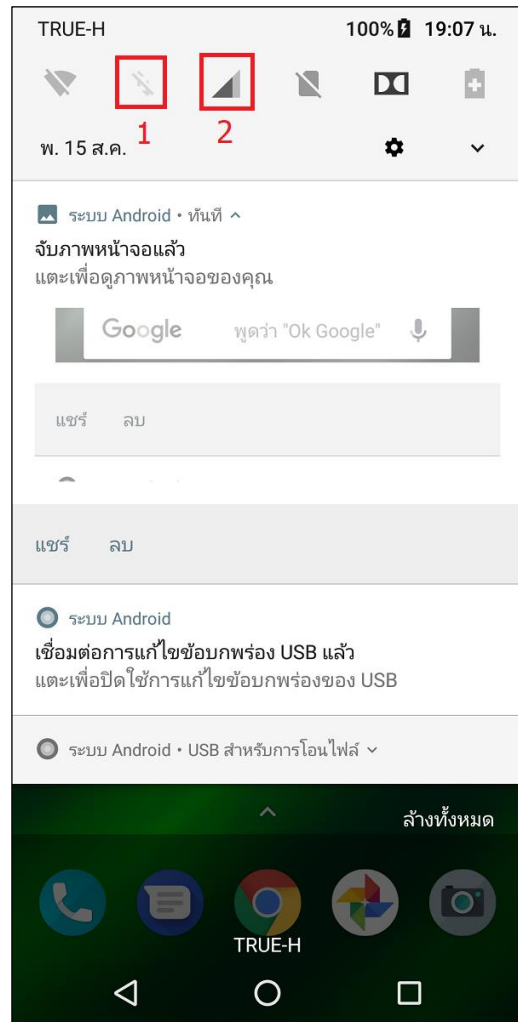 TRUE-H 100% 19:07 น.
1 2
พ. 15 ส.ค.
ระบบ Android • ทันที
จับภาพหน้าจอแล้ว
แตะเพื่อดูภาพหน้าจอของคุณ
Google พูดว่า "Ok Google"
แชร์ ลบ
แชร์ ลบ
ระบบ Android
เชื่อมต่อการแก้ไขข้อบกพร่อง USB แล้ว
แตะเพื่อปิดใช้การแก้ไขข้อบกพร่องของ USB
ระบบ Android • USB สำหรับการโอนไฟล์
ล้างทั้งหมด
TRUE-H